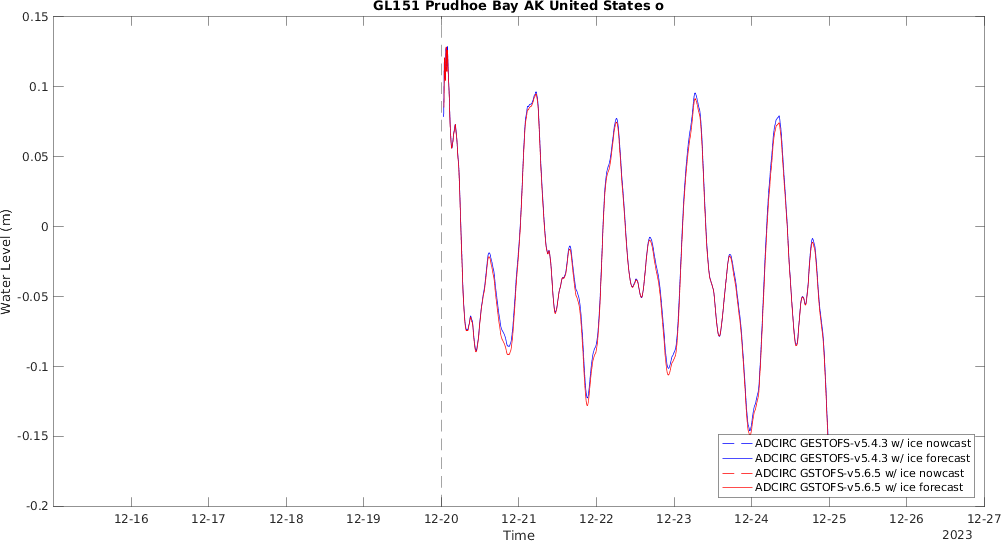 GL151 Prudhoe Bay AK United States o
0.15
0.1
0.05
0
-0.05
-0.1
-0.15
-0.2
Water Level (m)
12-16 12-17 12-18 12-19 12-20 12-21 12-22 12-23 12-24 12-25 12-26 12-27
Time
2023
ADCIRC GESTOFS-v5.4.3 w/ ice nowcast
ADCIRC GESTOFS-v5.4.3 w/ ice forecast
ADCIRC GSTOFS-v5.6.5 w/ ice nowcast
ADCIRC GSTOFS-v5.6.5 w/ ice forecast